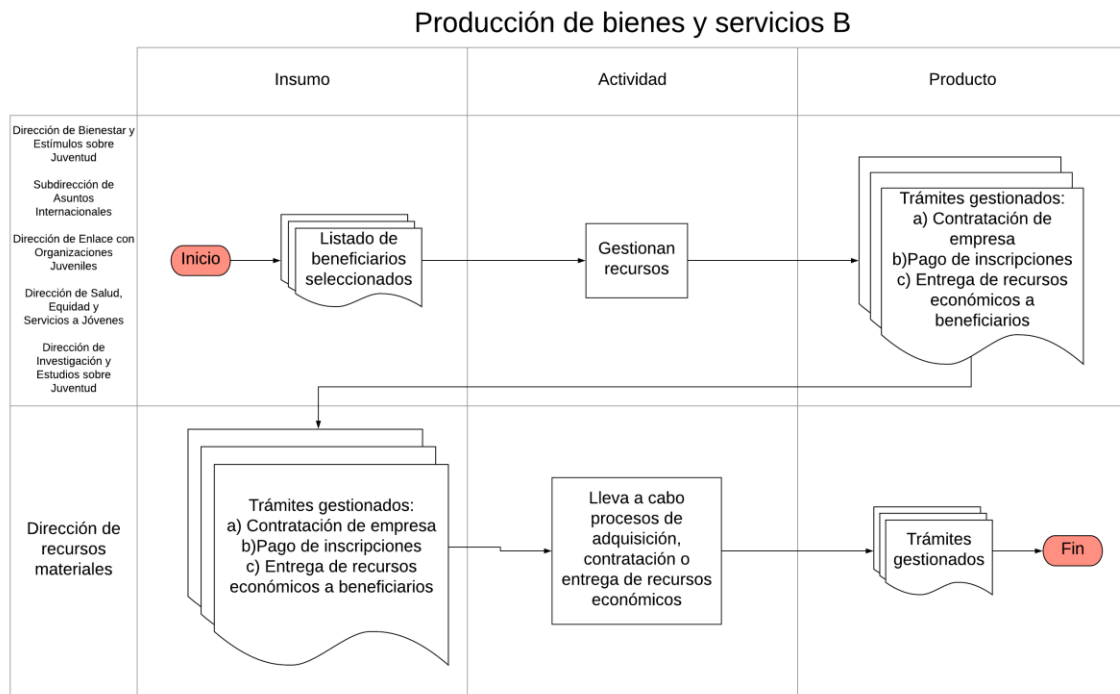 Producción de bienes y servicios B
Insumo
Actividad
Producto
Dirección de Bienestar y
Estímulos sobre
Juventud
Subdirección de
Asuntos
Internacionales
Dirección de Enlace con
Organizaciones
Juveniles
Dirección de Salud,
Equidad y
Servicios a Jóvenes
Dirección de
Investigación y
Estudios sobre
Juventud
Inicio
Listado de
beneficiarios
seleccionados
Gestionan
recursos
Trámites gestionados:
a) Contratación de
empresa
b)Pago de inscripciones
c) Entrega de recursos
económicos a
beneficiarios
Dirección de
recursos
materiales
Trámites gestionados:
a) Contratación de empresa
b)Pago de inscripciones
c) Entrega de recursos
económicos a beneficiarios
Lleva a cabo
procesos de
adquisición,
contratación o
entrega de recursos
económicos
Trámites
gestionados
Fin